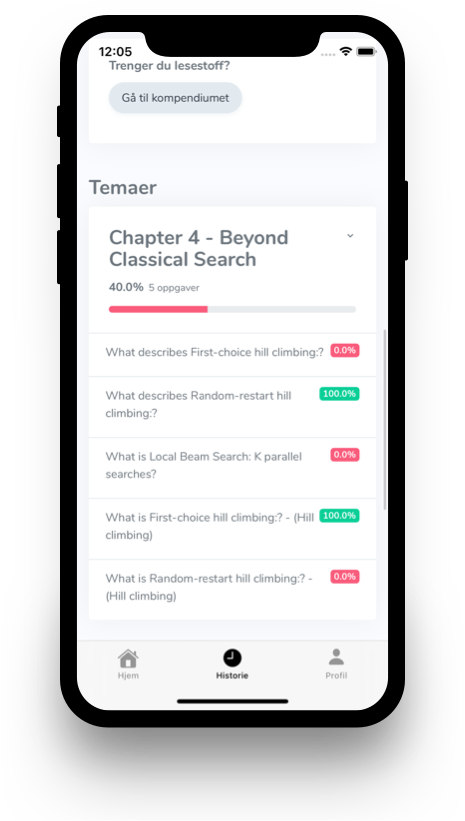 12:05
Trenger du lesestoff?
Gå til kompendiumet
Temaer
Chapter 4 - Beyond
Classical Search
40.0% 5 oppgaver
What describes First-choice hill climbing:? 0.0%
What describes Random-restart hill 100.0%
climbing:?
What is Local Beam Search: K parallel 0.0%
searches?
What is First-choice hill climbing:? - (Hill 100.0%
climbing)
What is Random-restart hill climbing:? - 0.0%
(Hill climbing)
Hjem Historie Profil